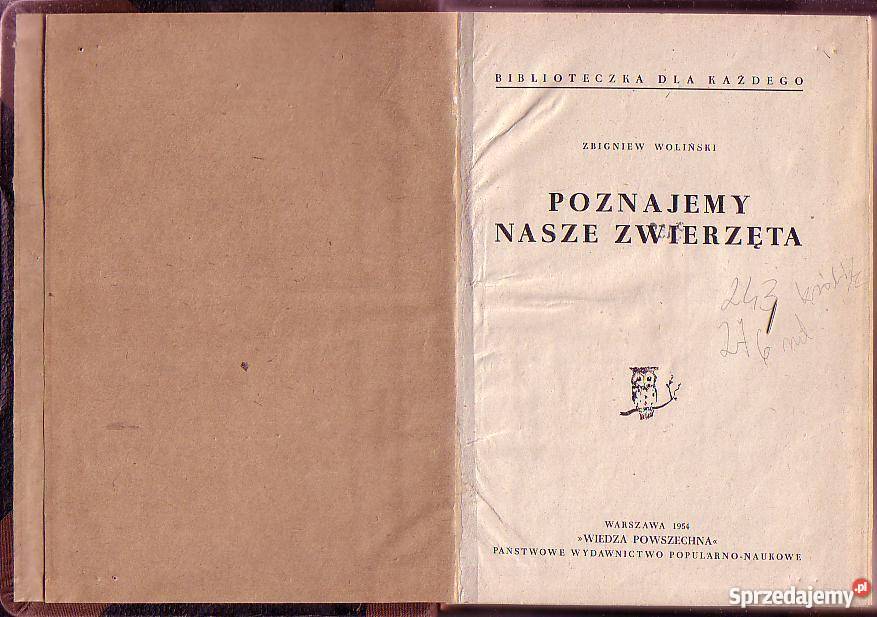 BIBLIOTECZKA DLA KAŻDEGO
ZBIGNIEW WOLIŃSKI
POZNAJEMY
NASZE ZWIERZĘTA
243
276
WARSZAWA 1954
»WIEDZA POWSZECHNA«
PAŃSTWOWE WYDAWNICTWO POPULARNO-NAUKOWE
Sprzedajemy.pl